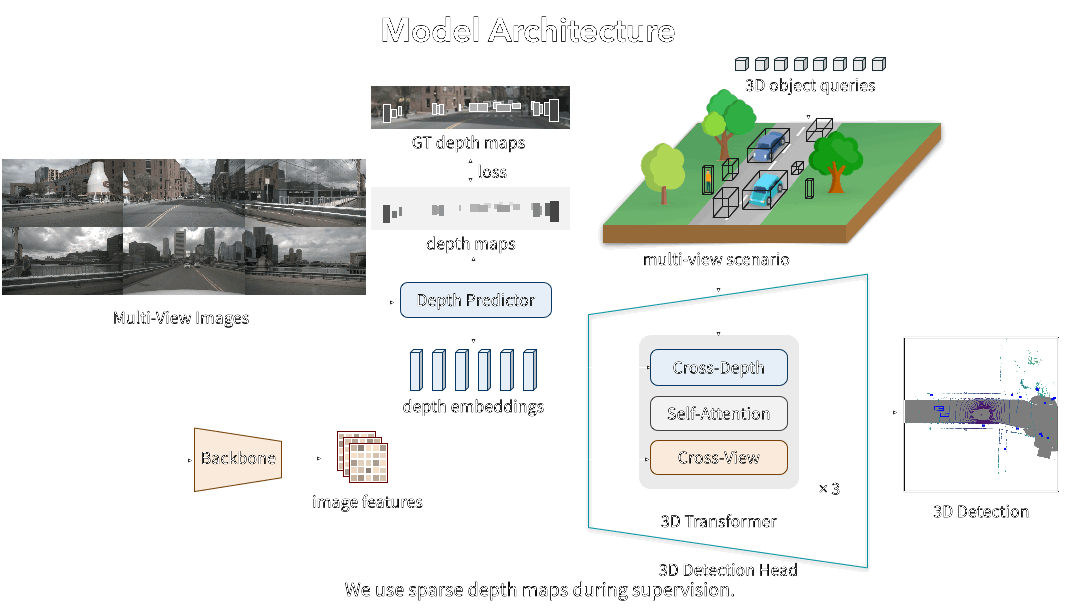 Model Architecture
3D object queries
GT depth maps
loss
depth maps
multi-view scenario
Depth Predictor
Multi-View Images
Cross-Depth
depth embeddings
Self-Attention
Backbone
Cross-View
× 3
image features
3D Detection
3D Transformer
3D Detection Head
We use sparse depth maps during supervision.